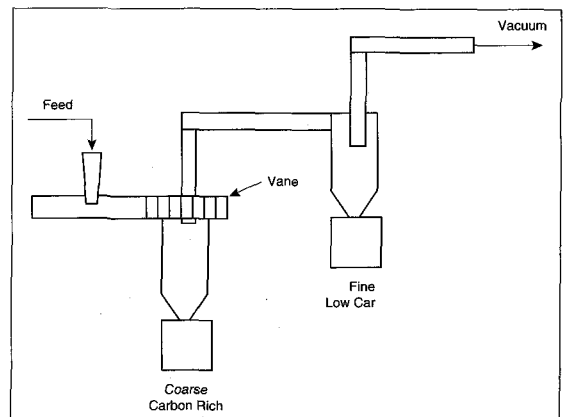 Vacuum
Feed
Vane
Fine
Low Car
Coarse
Carbon Rich